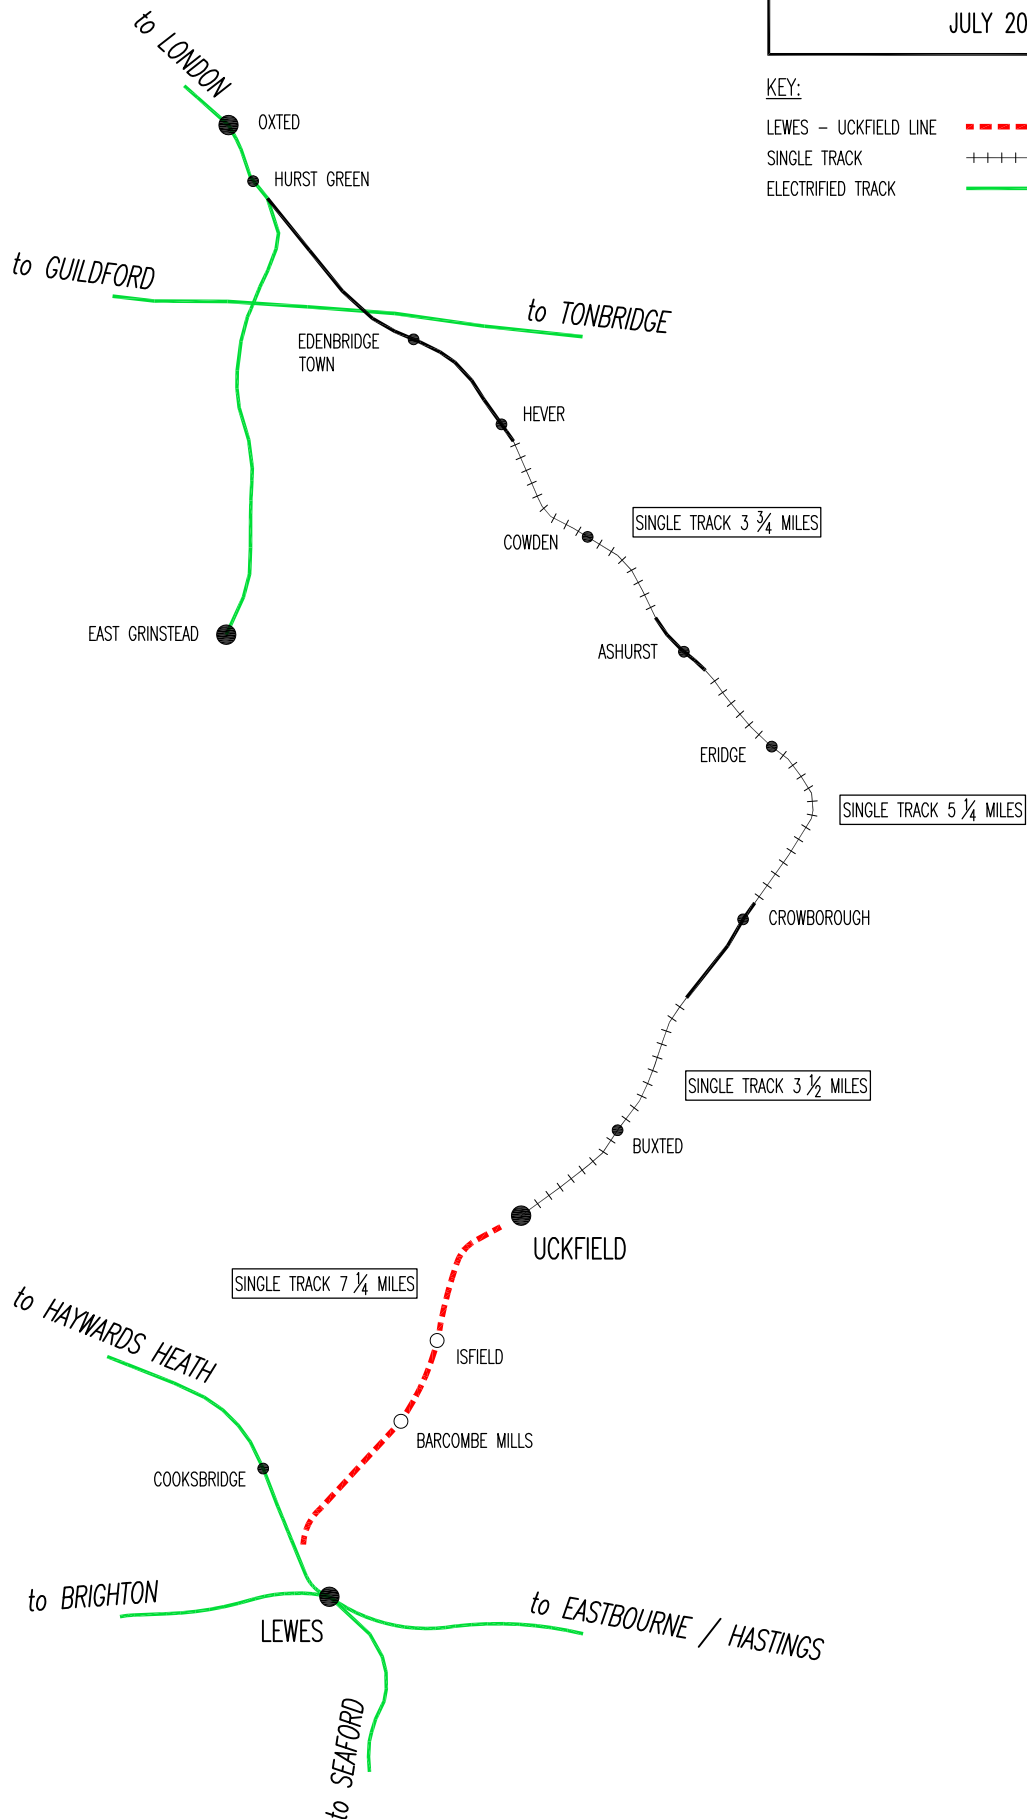 JULY 20
KEY:
LEWES - UCKFIELD LINE
SINGLE TRACK
ELECTRIFIED TRACK
to LONDON
OXTED
HURST GREEN
to GUILDFORD
to TONBRIDGE
EDENBRIDGE
TOWN
HEVER
SINGLE TRACK 3 3/4 MILES
COWDEN
EAST GRINSTEAD
ASHURST
ERIDGE
SINGLE TRACK 5 1/4 MILES
CROWBOROUGH
SINGLE TRACK 3 1/2 MILES
BUXTED
UCKFIELD
SINGLE TRACK 7 1/4 MILES
to HAYWARDS HEATH
ISFIELD
BARCOMBE MILLS
COOKSBRIDGE
to BRIGHTON
LEWES
to EASTBOURNE / HASTINGS
to SEAFORD